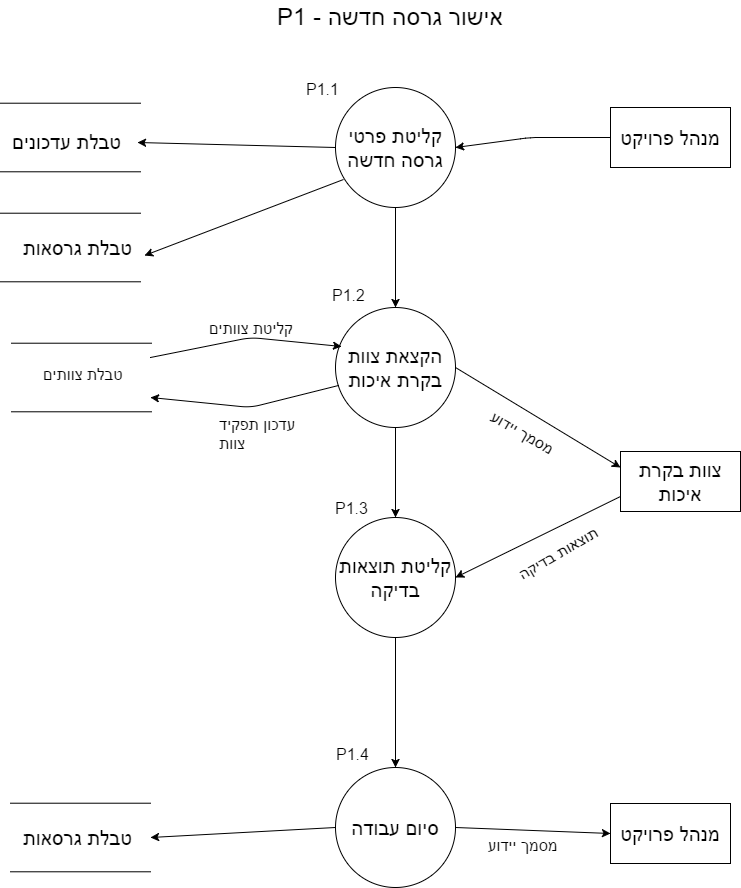 אישור גרסה חדשה - P1
P1.1
קליטת פרטי
גרסה חדשה
מנהל פרויקט
טבלת עדכונים
טבלת גרסאות
P1.2
הקצאת צוות
בקרת איכות
קליטת צוותים
טבלת צוותים
עדכון תפקיד
צוות
מסמך יידוע
צוות בקרת
איכות
תוצאות בדיקה
P1.3
קליטת תוצאות
בדיקה
P1.4
סיום עבודה
מסמך יידוע
מנהל פרויקט
טבלת גרסאות